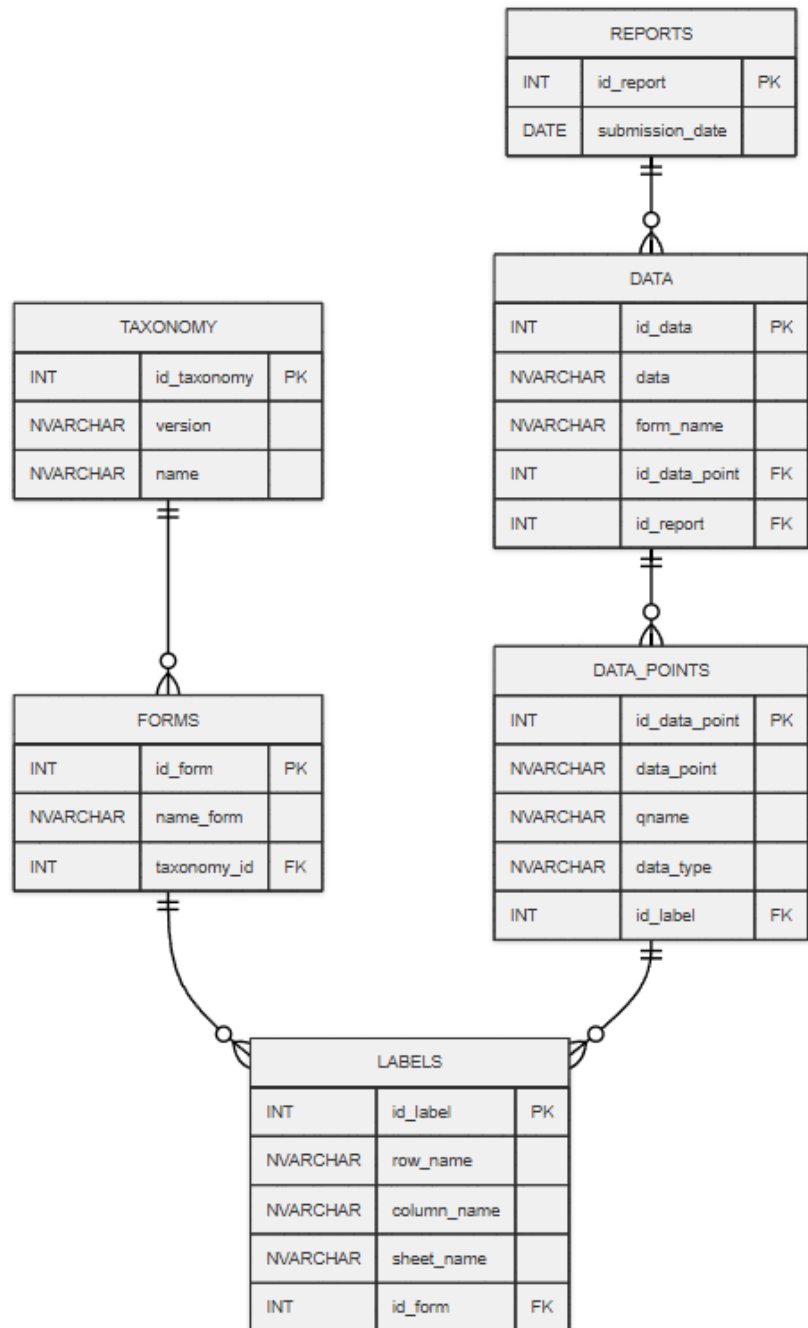 REPORTS
INT id_report PK
DATE submission_date
DATA
INT id_data PK
NVARCHAR data
NVARCHAR form_name
INT id_data_point FK
INT id_report FK
TAXONOMY
INT id_taxonomy PK
NVARCHAR version
NVARCHAR name
DATA_POINTS
INT id_data_point PK
NVARCHAR data_point
NVARCHAR qname
NVARCHAR data_type
INT id_label FK
FORMS
INT id_form PK
NVARCHAR name_form
INT taxonomy_id FK
LABELS
INT id_label PK
NVARCHAR row_name
NVARCHAR column_name
NVARCHAR sheet_name
INT id_form FK